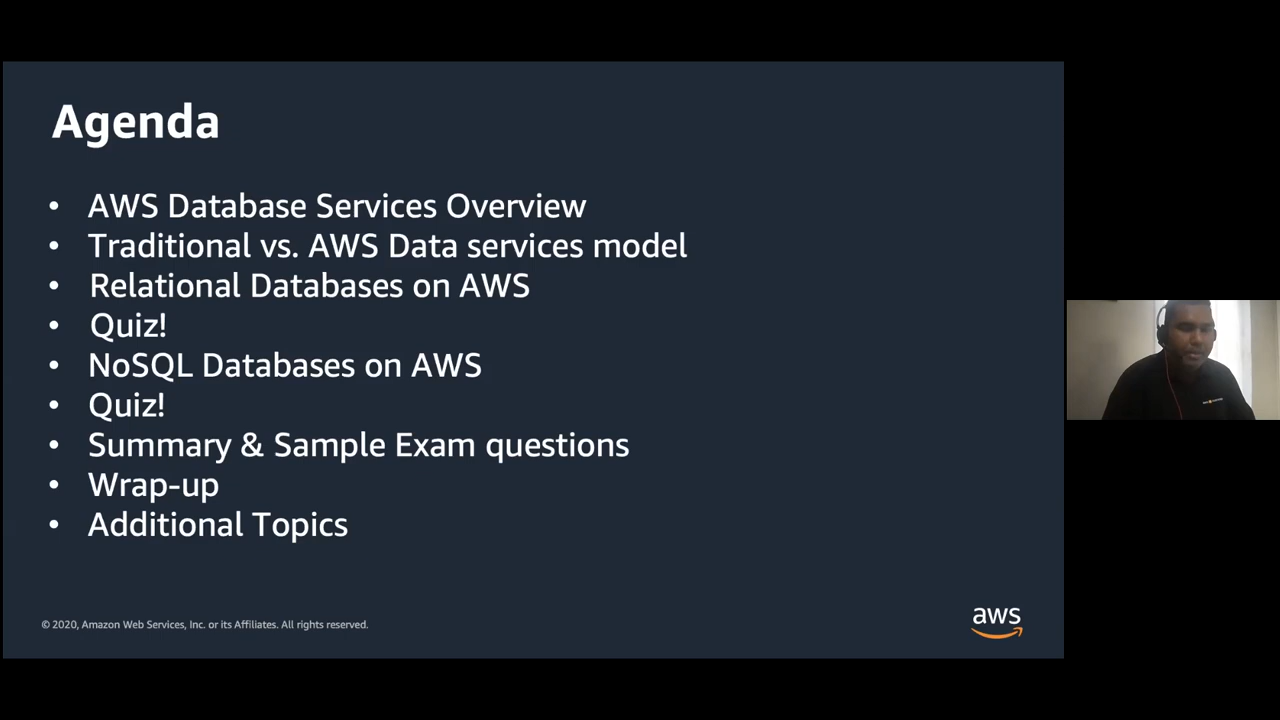 Agenda
• AWS Database Services Overview
• Traditional vs. AWS Data services model
• Relational Databases on AWS
• Quiz!
• NoSQL Databases on AWS
• Quiz!
• Summary & Sample Exam questions
• Wrap-up
• Additional Topics
© 2020, Amazon Web Services, Inc. or its Affiliates. All rights reserved.
aws